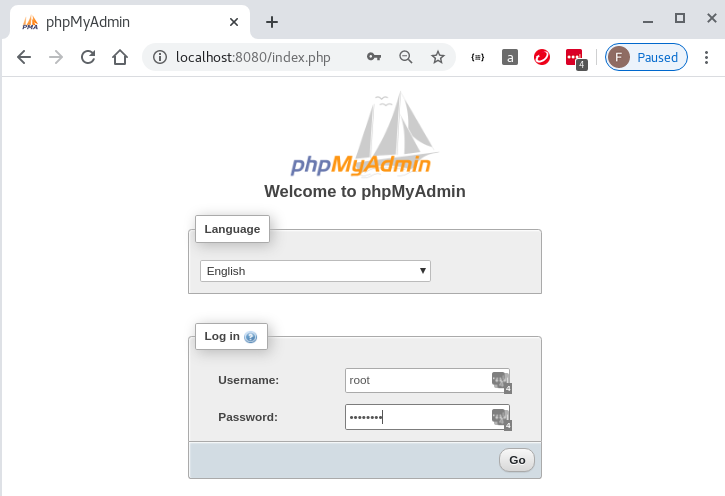 PMA phpMyAdmin
localhost:8080/index.php
a
4
F Paused
phpMyAdmin
Welcome to phpMyAdmin
Language
English
Log in
Username: root
4
Password: ••••••••
4
Go